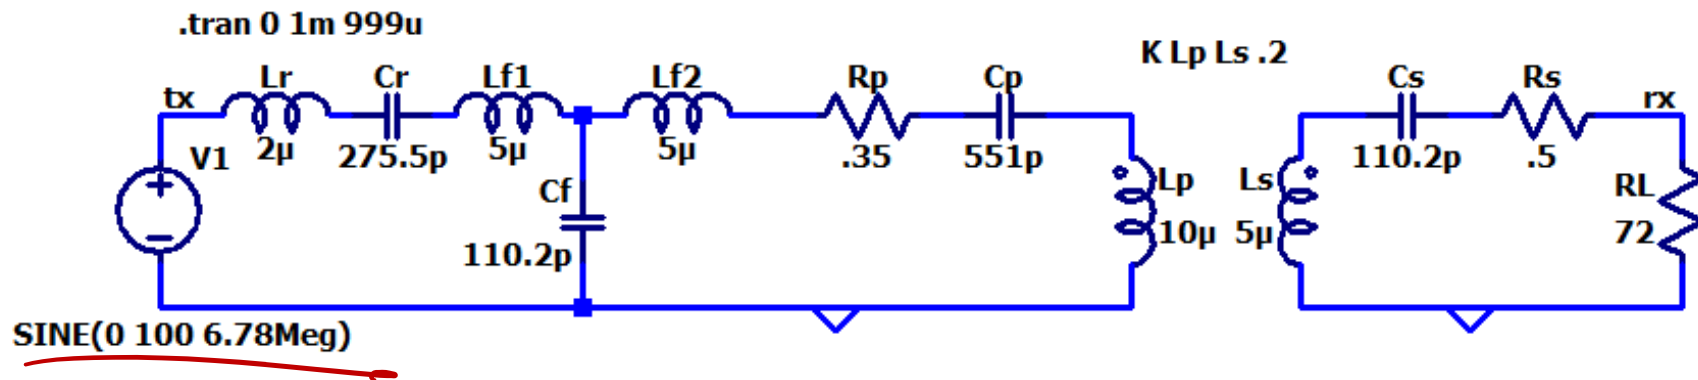 .tran 0 1m 999u
K Lp Ls .2
Lr Cr Lf1 Lf2 Rp Cp Cs Rs
tx rx
2µ 275.5p 5µ 5µ .35 551p 110.2p .5
V1
Cf Lp Ls RL
110.2p 10µ 5µ 72
SINE(0 100 6.78Meg)